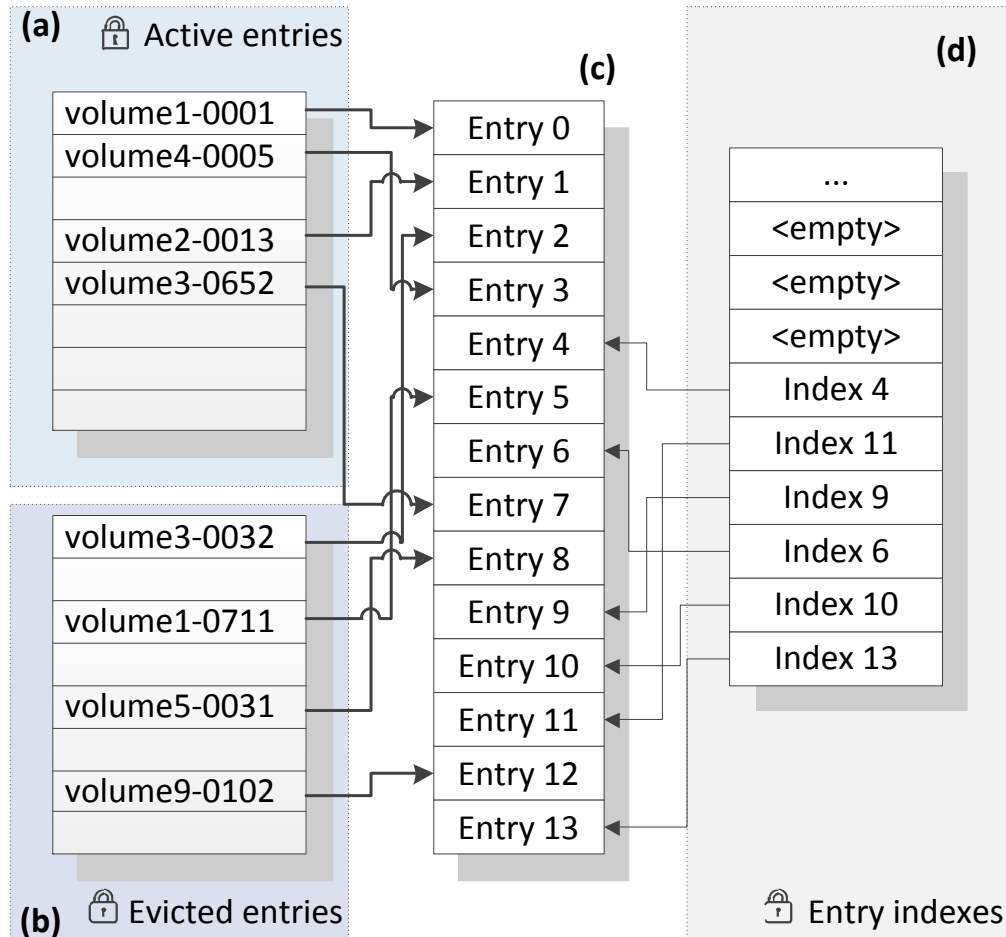 (a)
Active entries
volume1-0001
volume4-0005
volume2-0013
volume3-0652
(b)
Evicted entries
volume3-0032
volume1-0711
volume5-0031
volume9-0102
(c)
Entry 0
Entry 1
Entry 2
Entry 3
Entry 4
Entry 5
Entry 6
Entry 7
Entry 8
Entry 9
Entry 10
Entry 11
Entry 12
Entry 13
(d)
...
<empty>
<empty>
<empty>
Index 4
Index 11
Index 9
Index 6
Index 10
Index 13
Entry indexes